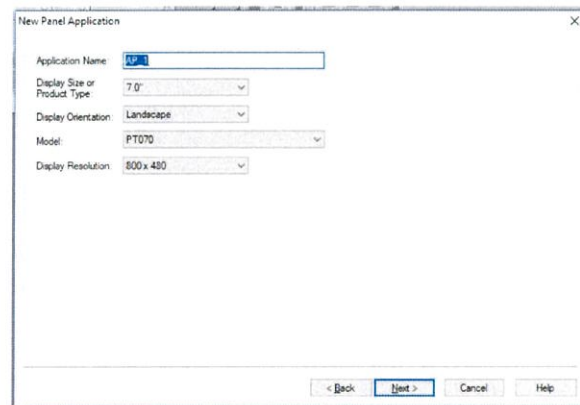 New Panel Application
Application Name: AP_1
Display Size or
Product Type: 7.0"
Display Orientation: Landscape
Model: PT070
Display Resolution: 800 x 480
< Back Next > Cancel Help